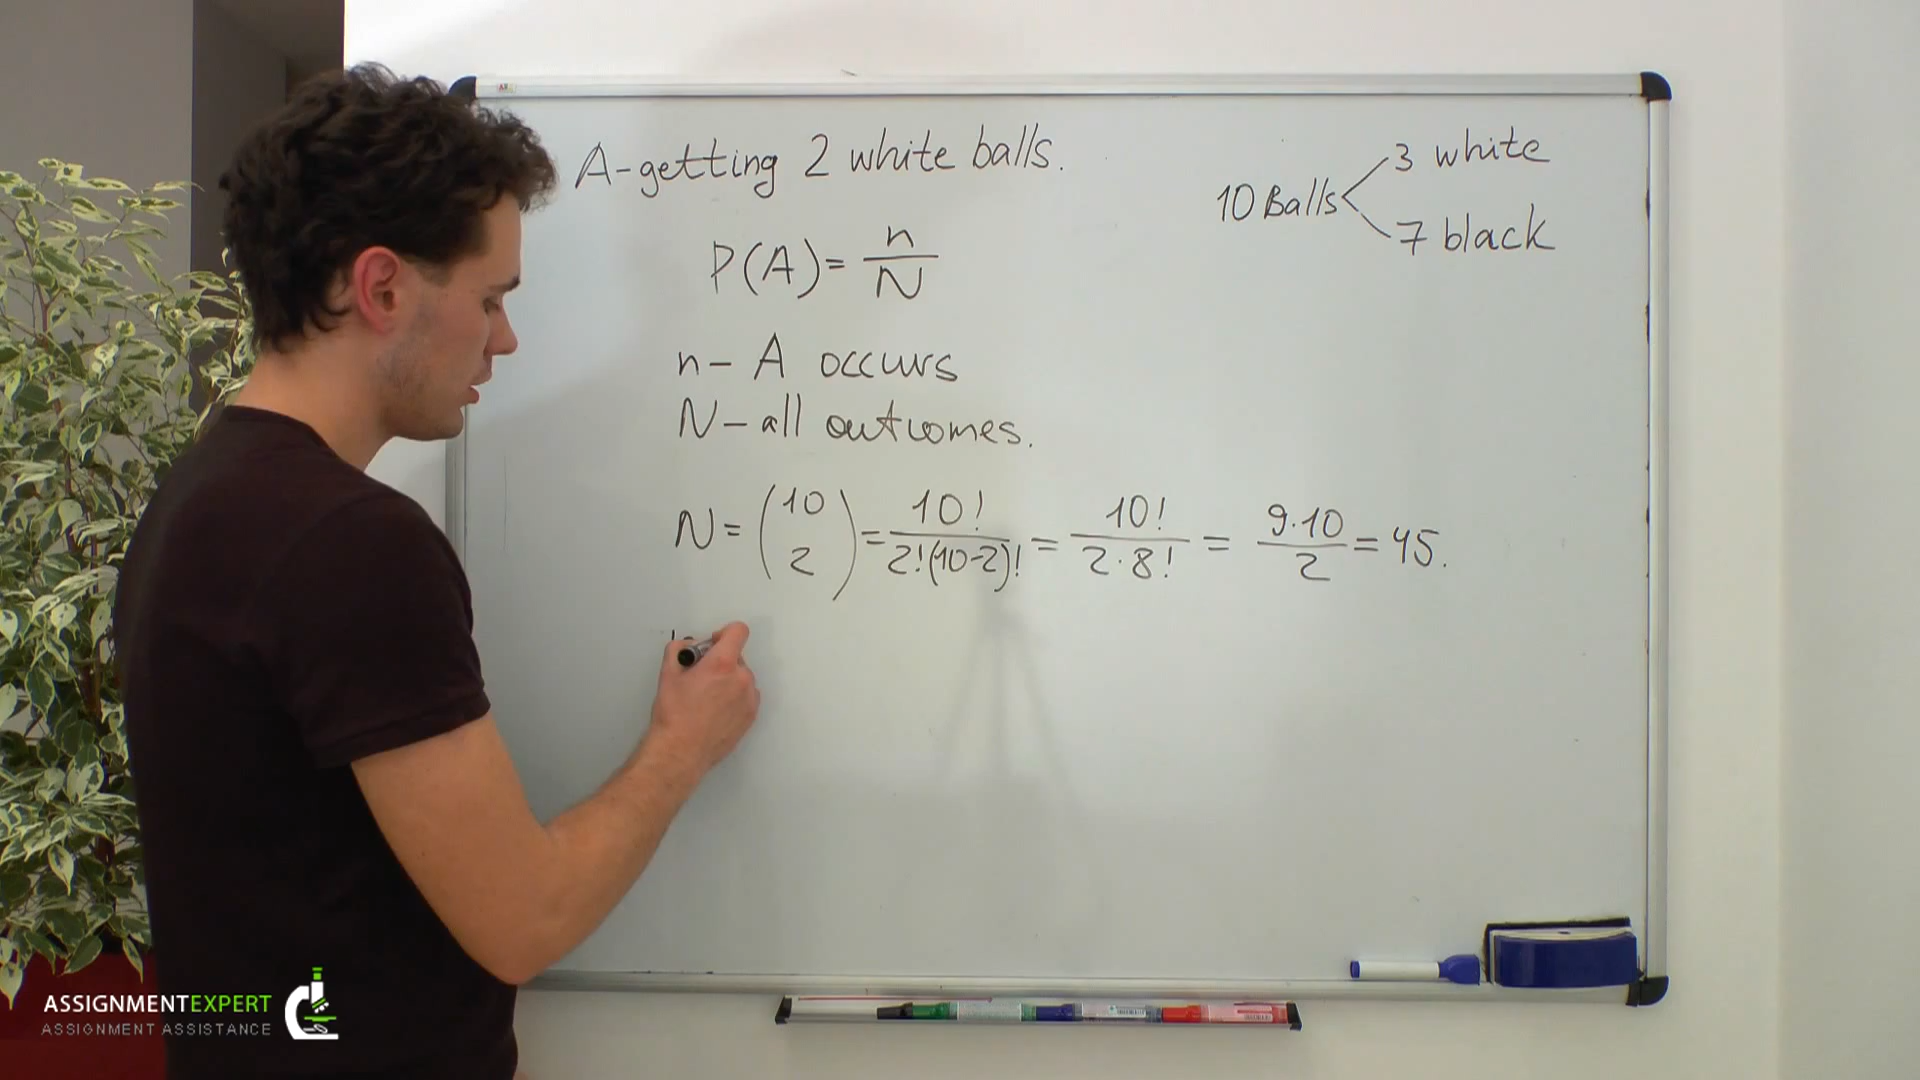 A-getting 2 white balls.
10 Balls < 3 white
7 black
P(A) = n/N
n - A occurs
N - all outcomes.
N = (10 2) = 10!/2!(10-2)! = 10!/2·8! = 9·10/2 = 45.
ASSIGNMENTEXPERT
ASSIGNMENT ASSISTANCE